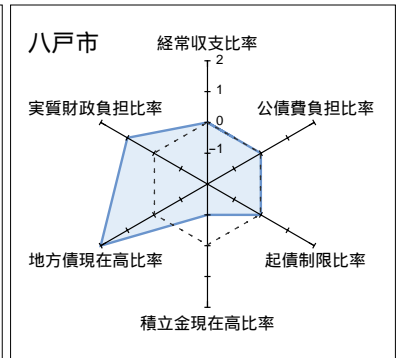 八戸市
経常収支比率
2
1
0
-1
公債費負担比率
起債制限比率
積立金現在高比率
地方債現在高比率
実質財政負担比率